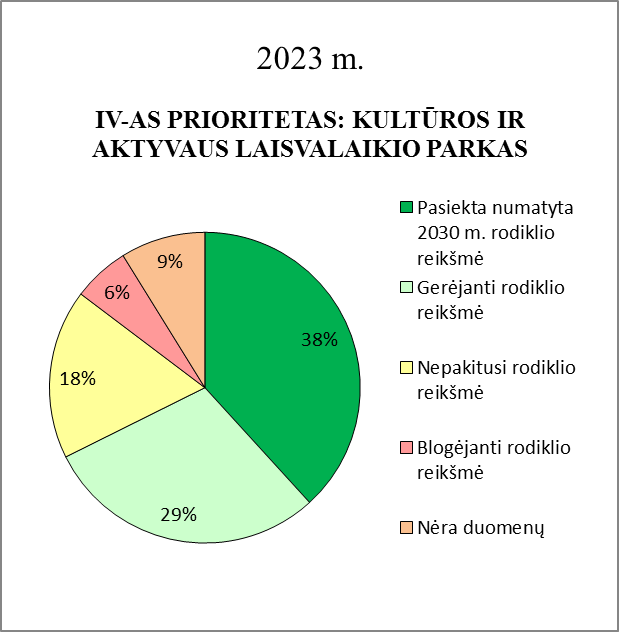 2023 m.
IV-AS PRIORITETAS: KULTŪROS IR
AKTYVAUS LAISVALAIKIO PARKAS
9%
6%
38%
18%
29%
Pasiekta numatyta
2030 m. rodiklio
reikšmė
Gerėjanti rodiklio
reikšmė
Nepakitusi rodiklio
reikšmė
Blogėjanti rodiklio
reikšmė
Nėra duomenų